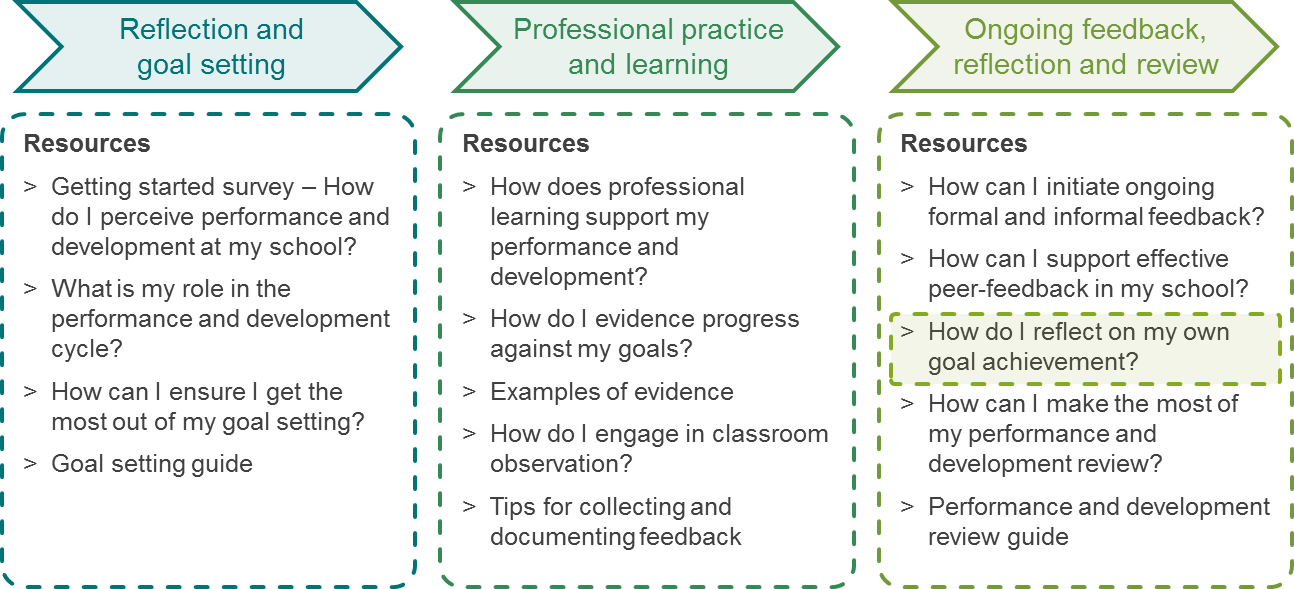 Reflection and
goal setting
Professional practice
and learning
Ongoing feedback,
reflection and review
Resources
> Getting started survey – How
do I perceive performance and
development at my school?
> What is my role in the
performance and development
cycle?
> How can I ensure I get the
most out of my goal setting?
> Goal setting guide
Resources
> How does professional
learning support my
performance and
development?
> How do I evidence progress
against my goals?
> Examples of evidence
> How do I engage in classroom
observation?
> Tips for collecting and
documenting feedback
Resources
> How can I initiate ongoing
formal and informal feedback?
> How can I support effective
peer-feedback in my school?
> How do I reflect on my own
goal achievement?
> How can I make the most of
my performance and
development review?
> Performance and development
review guide